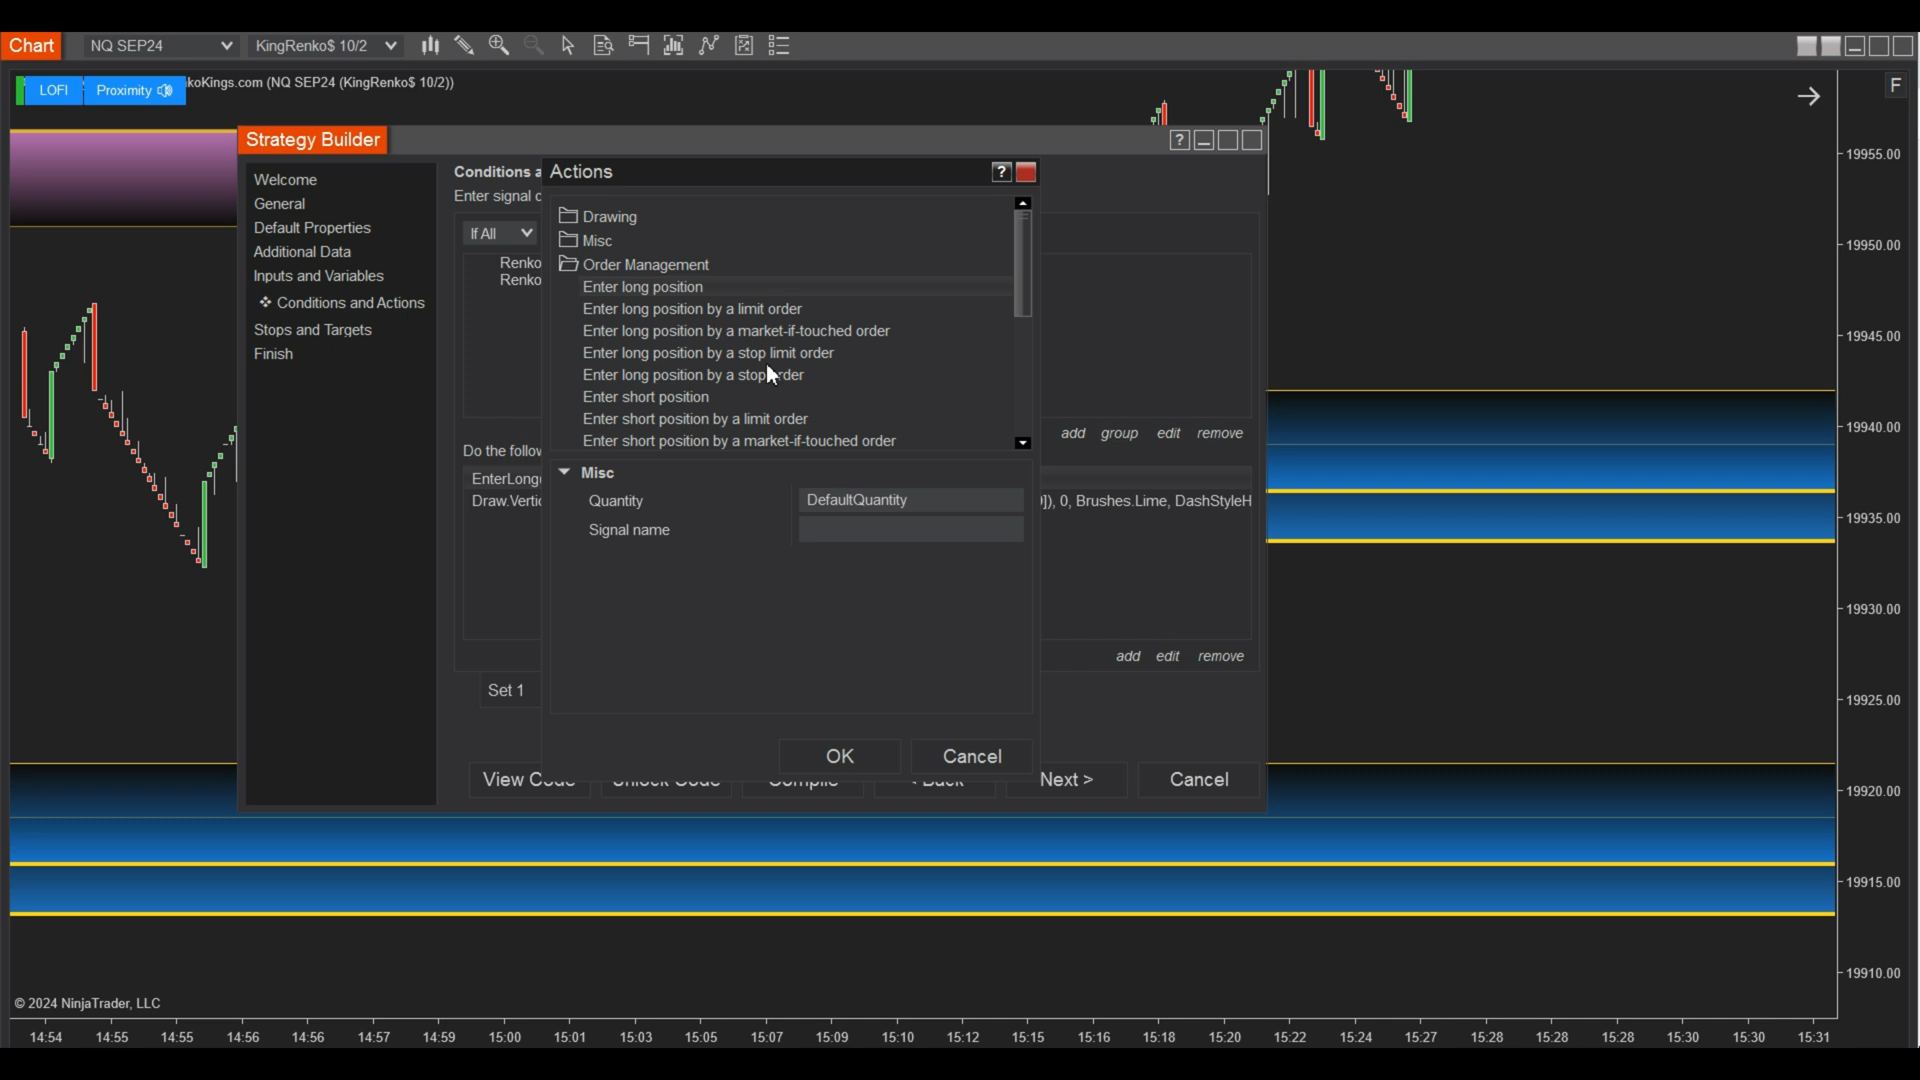 Chart NQ SEP24 KingRenko$ 10/2
LOFI Proximity koKings.com (NQ SEP24 (KingRenko$ 10/2))
F
Strategy Builder
?
Welcome
General
Default Properties
Additional Data
Inputs and Variables
❖ Conditions and Actions
Stops and Targets
Finish
Conditions a
Enter signal c
If All
Renko
Renko
add group edit remove
Do the follow
EnterLong
Draw.Vertic ]), 0, Brushes.Lime, DashStyleH
add edit remove
Set 1
View Code Unlock Code Compile < Back Next > Cancel
Actions
?
Drawing
Misc
Order Management
Enter long position
Enter long position by a limit order
Enter long position by a market-if-touched order
Enter long position by a stop limit order
Enter long position by a stop order
Enter short position
Enter short position by a limit order
Enter short position by a market-if-touched order
Misc
Quantity DefaultQuantity
Signal name
OK Cancel
19955.00
19950.00
19945.00
19940.00
19935.00
19930.00
19925.00
19920.00
19915.00
19910.00
© 2024 NinjaTrader, LLC
14:54 14:55 14:55 14:56 14:56 14:57 14:59 15:00 15:01 15:03 15:05 15:07 15:09 15:10 15:12 15:15 15:16 15:18 15:20 15:22 15:24 15:27 15:28 15:28 15:28 15:30 15:30 15:31